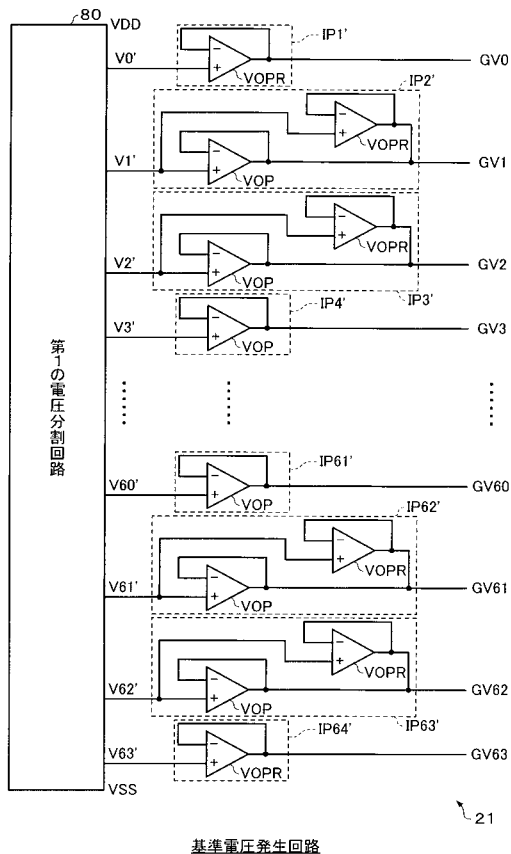 80
VDD
V0'
IP1'
VOPR
GV0
IP2'
VOPR
V1'
VOP
GV1
VOPR
V2'
VOP
GV2
IP3'
IP4'
V3'
VOP
GV3
第1の電圧分割回路
IP61'
V60'
VOP
GV60
IP62'
VOPR
V61'
VOP
GV61
VOPR
V62'
VOP
GV62
IP63'
IP64'
V63'
VOPR
GV63
VSS
21
基準電圧発生回路